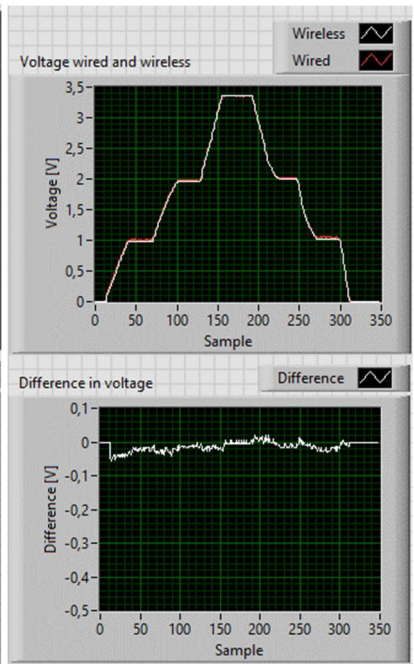 Wireless
Voltage wired and wireless
Wired
3,5
3
2,5
2
1,5
1
0,5
0
Voltage [V]
0 50 100 150 200 250 300 350
Sample
Difference in voltage
Difference
0,1
0
-0,1
-0,2
-0,3
-0,4
-0,5
Difference [V]
0 50 100 150 200 250 300 350
Sample